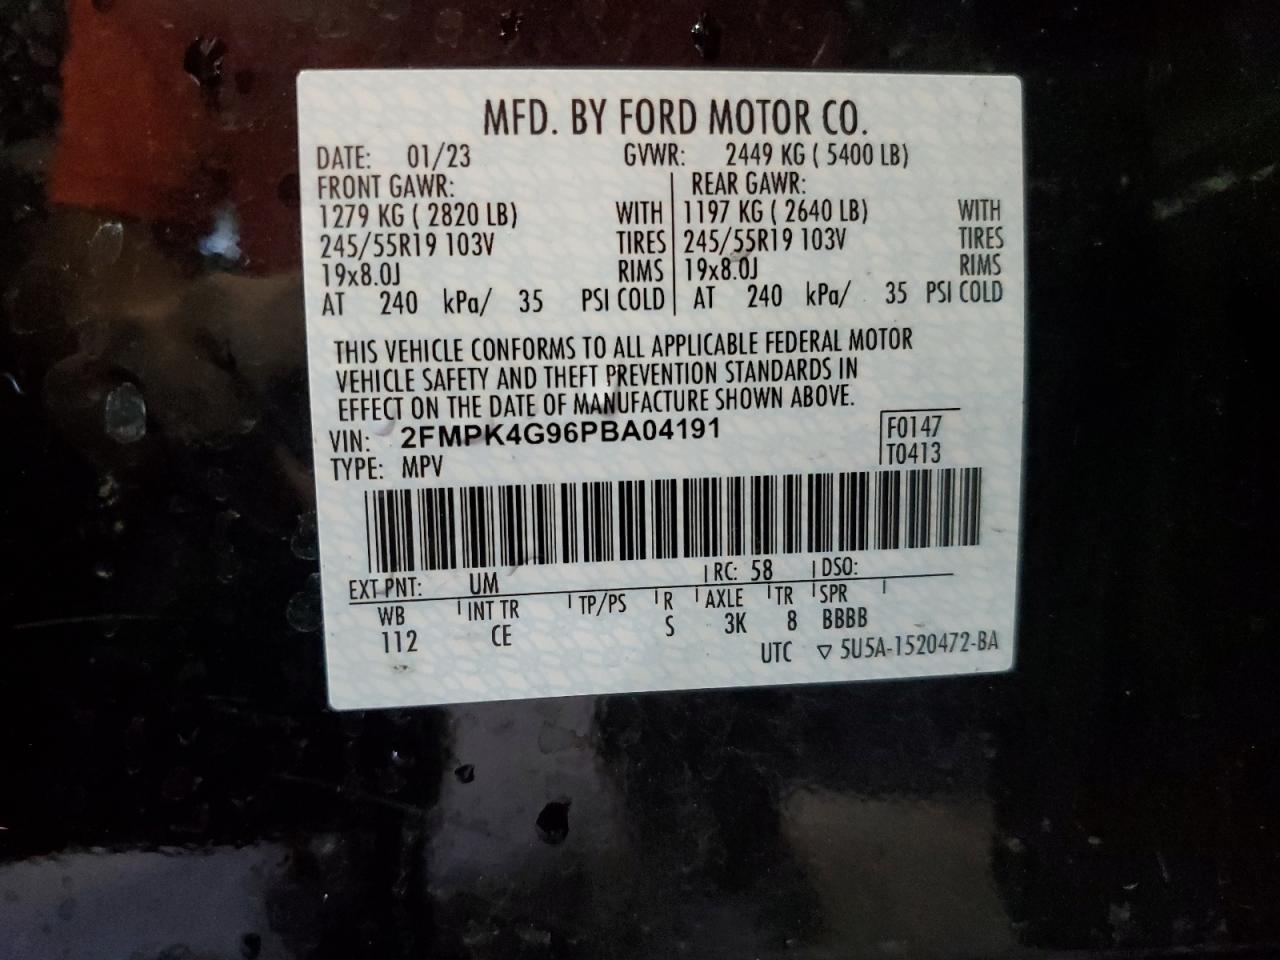 MFD. BY FORD MOTOR CO.
DATE: 01/23 GVWR: 2449 KG ( 5400 LB)
FRONT GAWR: REAR GAWR:
1279 KG ( 2820 LB) WITH 1197 KG ( 2640 LB) WITH
245/55R19 103V TIRES 245/55R19 103V TIRES
19x8.0J RIMS 19x8.0J RIMS
AT 240 kPa/ 35 PSI COLD AT 240 kPa/ 35 PSI COLD
THIS VEHICLE CONFORMS TO ALL APPLICABLE FEDERAL MOTOR
VEHICLE SAFETY AND THEFT PREVENTION STANDARDS IN
EFFECT ON THE DATE OF MANUFACTURE SHOWN ABOVE.
VIN: 2FMPK4G96PBA04191 F0147
TYPE: MPV T0413
EXT PNT: UM RC: 58 DSO:
WB INT TR TP/PS R AXLE TR SPR
112 CE S 3K 8 BBBB
UTC ▽ 5U5A-1520472-BA